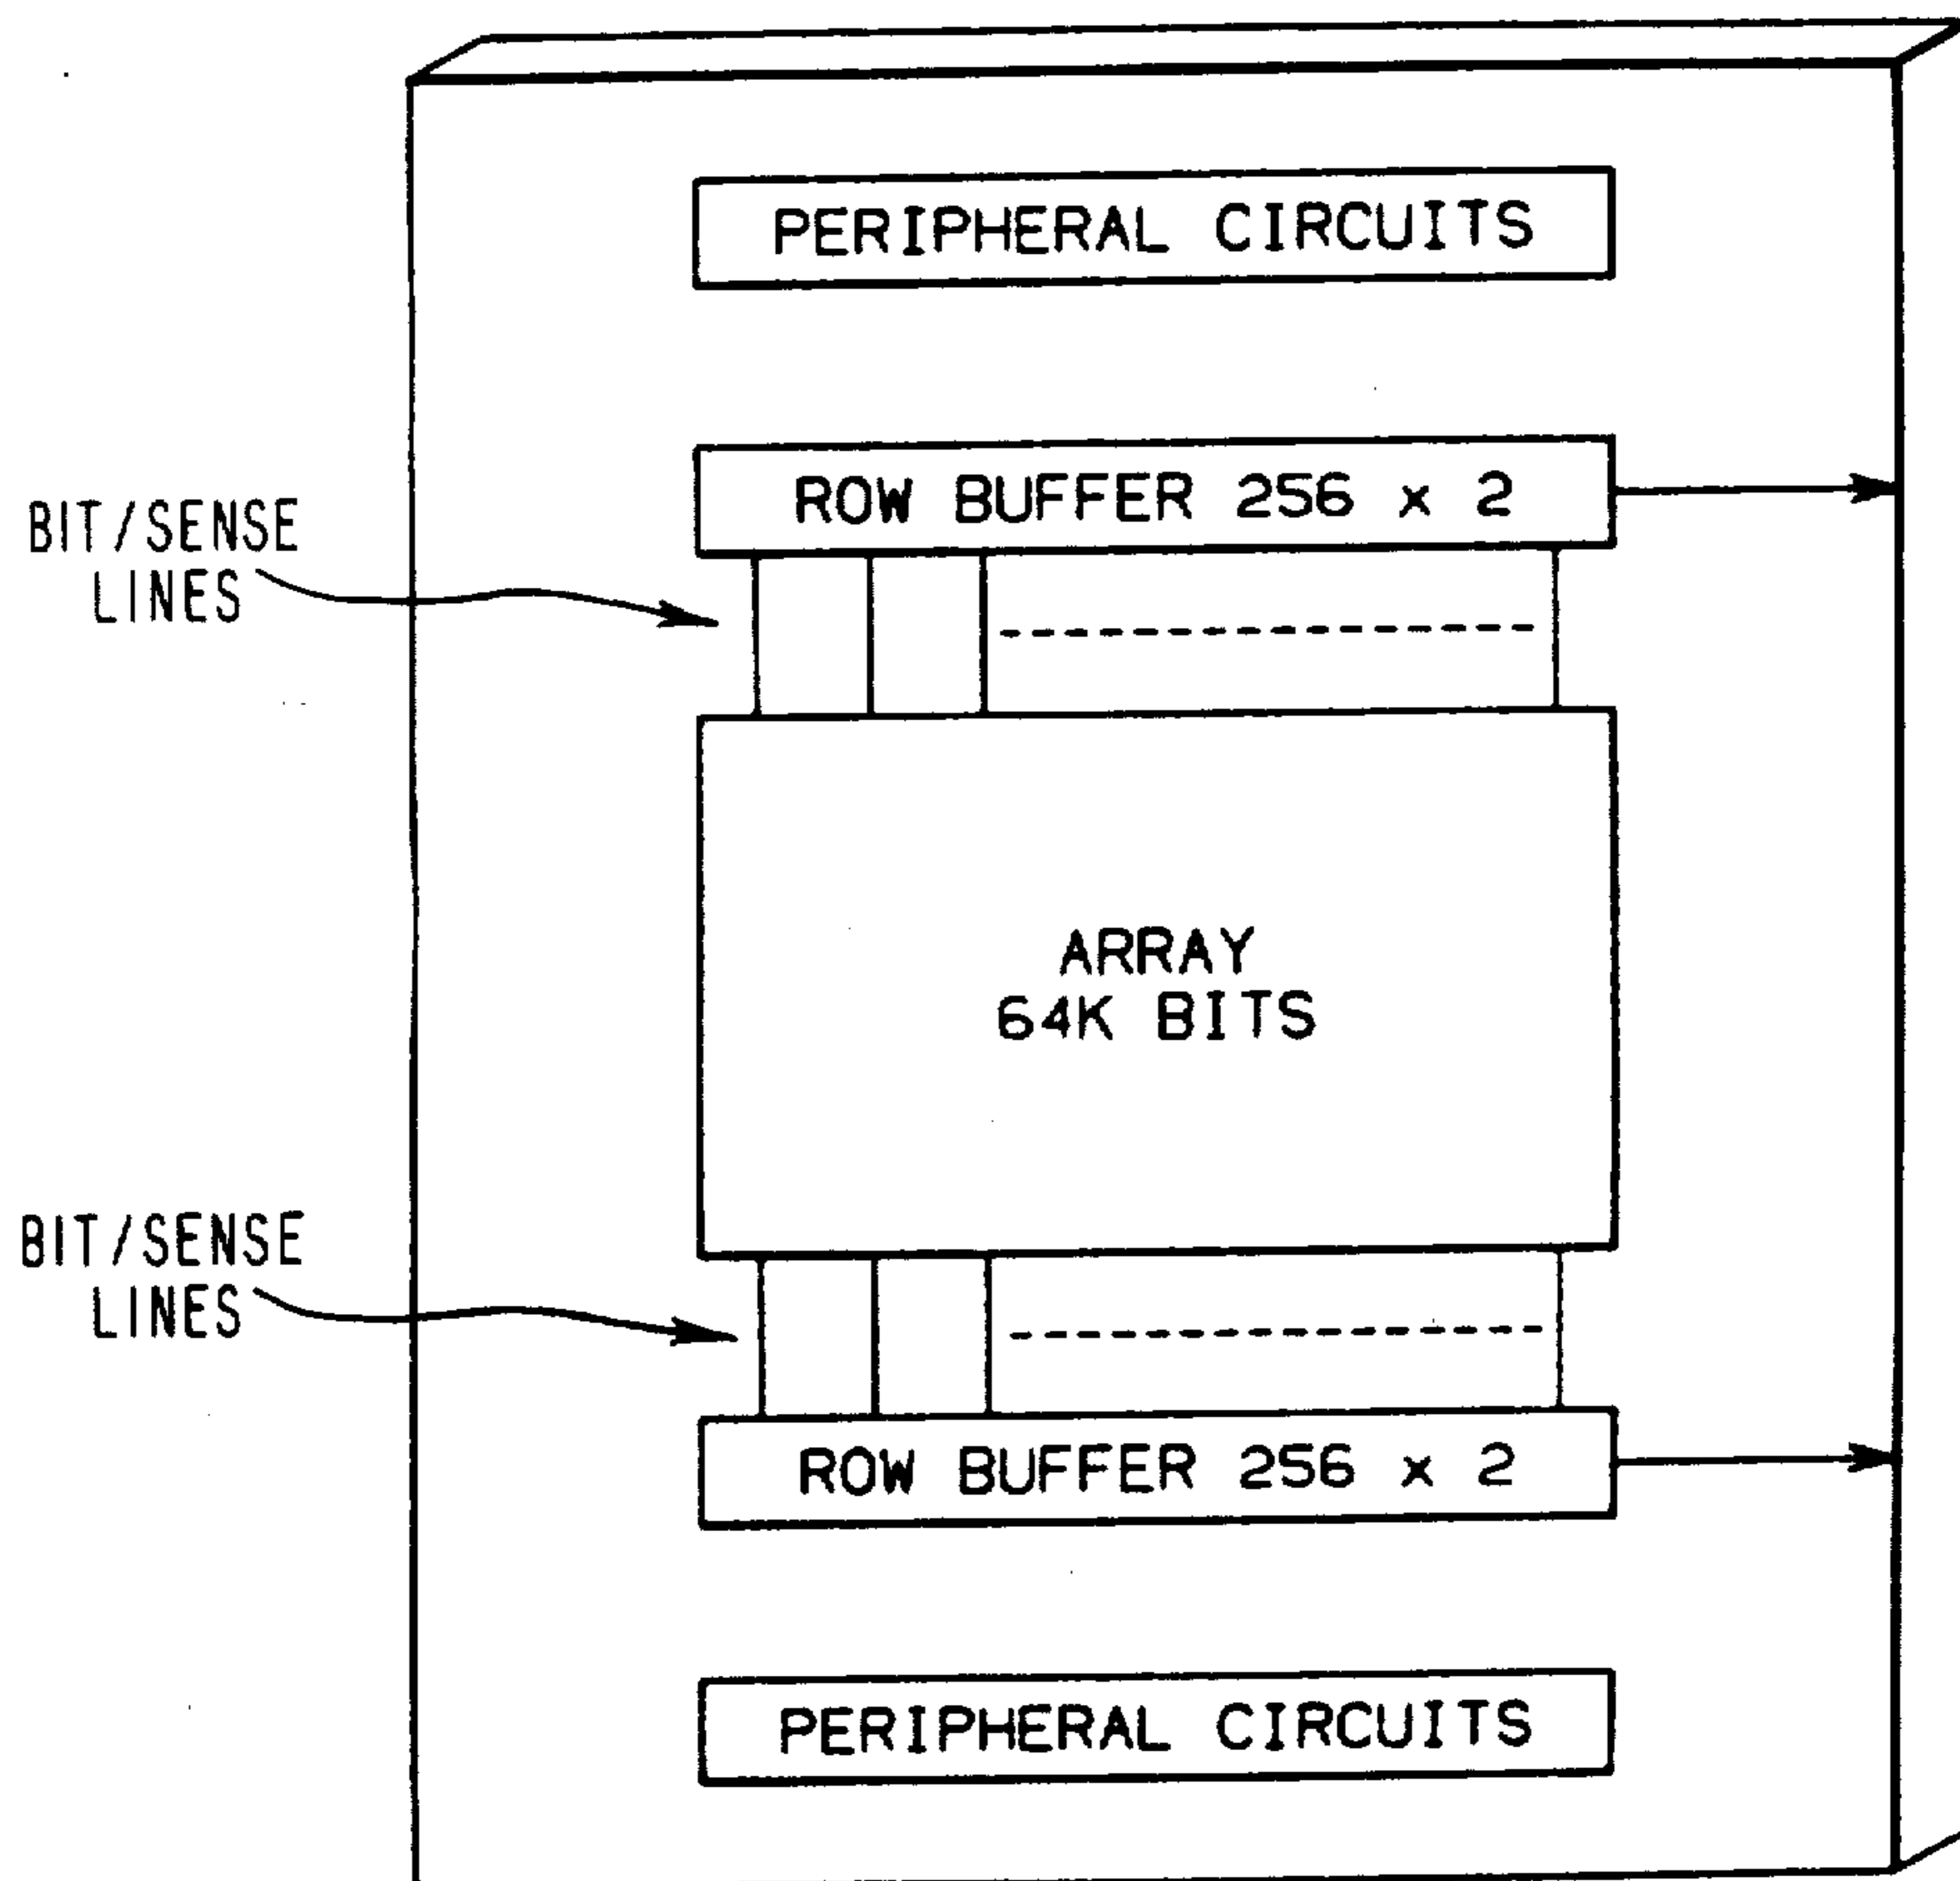 PERIPHERAL CIRCUITS
ROW BUFFER 256 x 2
BIT/SENSE
LINES
ARRAY
64K BITS
BIT/SENSE
LINES
ROW BUFFER 256 x 2
PERIPHERAL CIRCUITS